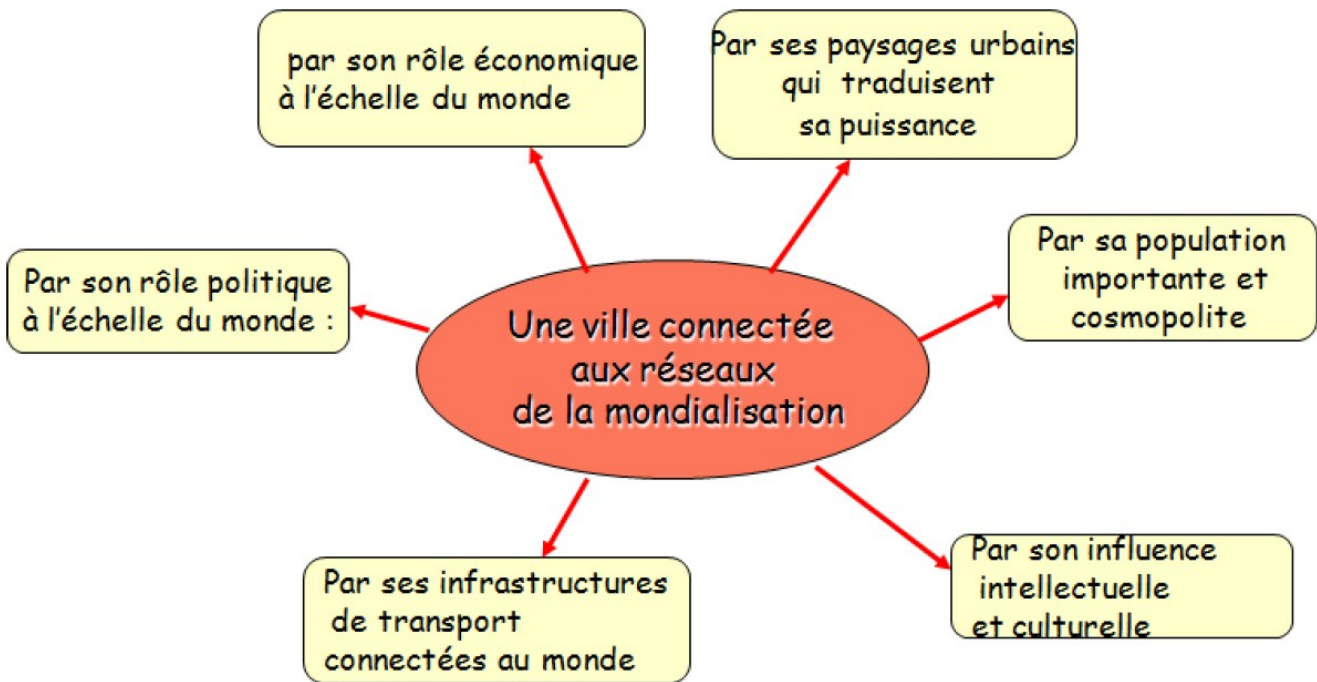 par son rôle économique
à l'échelle du monde
Par ses paysages urbains
qui traduisent
sa puissance
Par son rôle politique
à l'échelle du monde :
Une ville connectée
aux réseaux
de la mondialisation
Par sa population
importante et
cosmopolite
Par ses infrastructures
de transport
connectées au monde
Par son influence
intellectuelle
et culturelle